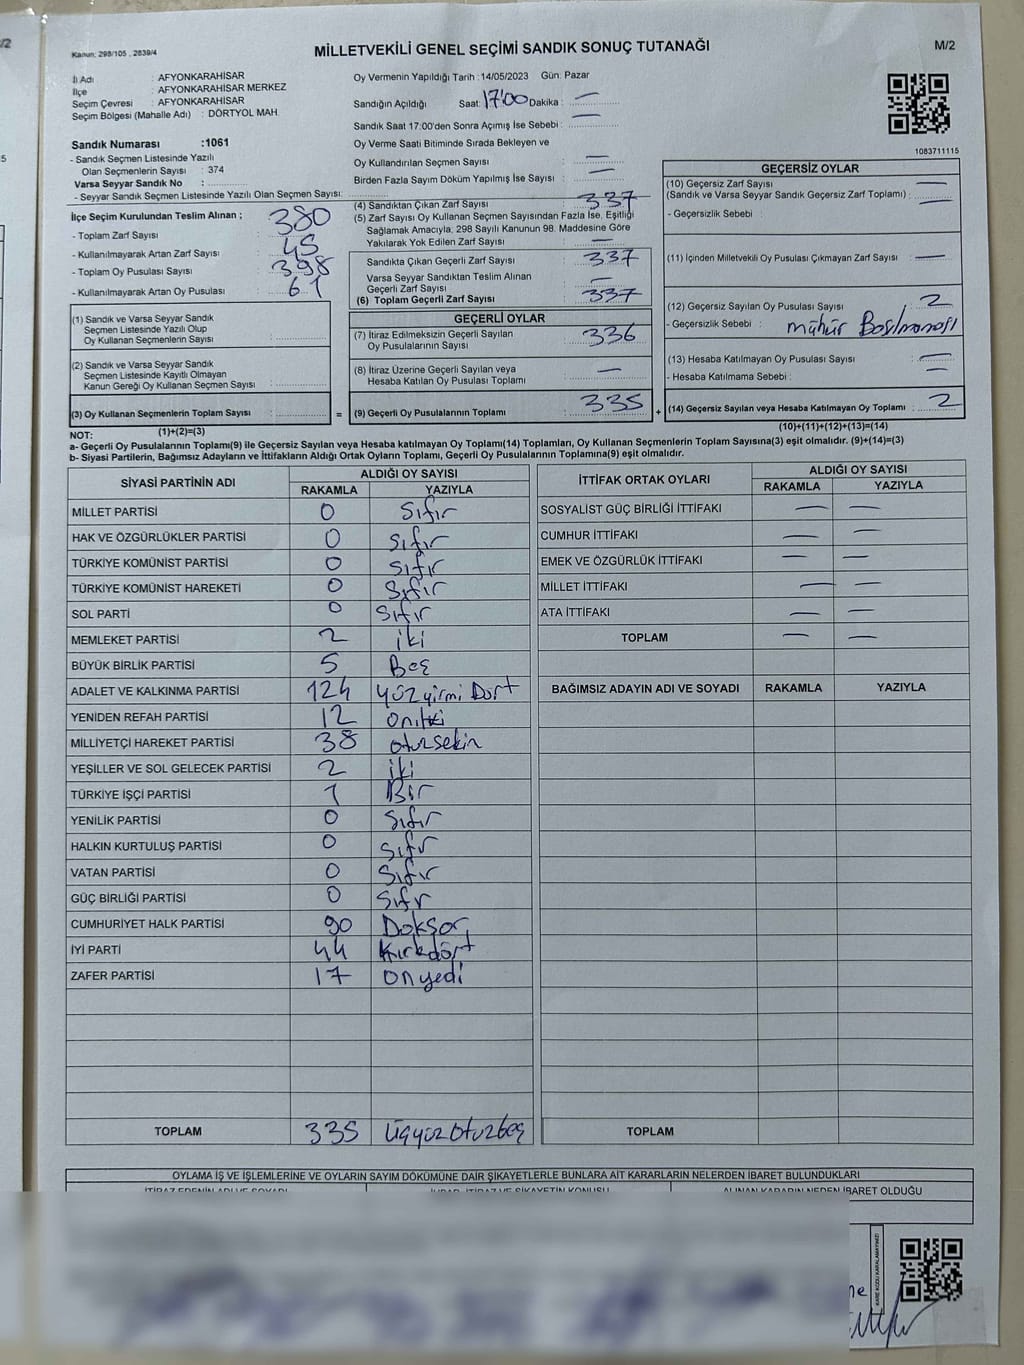 /2
5
Kanun: 298/105 , 2839/4
MİLLETVEKİLİ GENEL SEÇİMİ SANDIK SONUÇ TUTANAĞI
M/2
İl Adı : AFYONKARAHİSAR
İlçe : AFYONKARAHİSAR MERKEZ
Seçim Çevresi : AFYONKARAHİSAR
Seçim Bölgesi (Mahalle Adı) : DÖRTYOL MAH.
Sandık Numarası :1061
- Sandık Seçmen Listesinde Yazılı
Olan Seçmenlerin Sayısı : 374
Varsa Seyyar Sandık No :
- Seyyar Sandık Seçmen Listesinde Yazılı Olan Seçmen Sayısı:
İlçe Seçim Kurulundan Teslim Alınan ;
- Toplam Zarf Sayısı : 380
- Kullanılmayarak Artan Zarf Sayısı : 45
- Toplam Oy Pusulası Sayısı : 398
- Kullanılmayarak Artan Oy Pusulası : 61
(1) Sandık ve Varsa Seyyar Sandık
Seçmen Listesinde Yazılı Olup
Oy Kullanan Seçmenlerin Sayısı :
(2) Sandık ve Varsa Seyyar Sandık
Seçmen Listesinde Kayıtlı Olmayan
Kanun Gereği Oy Kullanan Seçmen Sayısı :
(3) Oy Kullanan Seçmenlerin Toplam Sayısı :
(1)+(2)=(3)
Oy Vermenin Yapıldığı Tarih :14/05/2023 Gün: Pazar
Sandığın Açıldığı Saat: 17:00 Dakika : —
Sandık Saat 17:00'den Sonra Açımış İse Sebebi : —
Oy Verme Saati Bitiminde Sırada Bekleyen ve
Oy Kullandırılan Seçmen Sayısı : —
Birden Fazla Sayım Döküm Yapılmış İse Sayısı : —
(4) Sandıktan Çıkan Zarf Sayısı : 337
(5) Zarf Sayısı Oy Kullanan Seçmen Sayısından Fazla İse, Eşitliği
Sağlamak Amacıyla, 298 Sayılı Kanunun 98. Maddesine Göre
Yakılarak Yok Edilen Zarf Sayısı : —
Sandıkta Çıkan Geçerli Zarf Sayısı : 337
Varsa Seyyar Sandıktan Teslim Alınan
Geçerli Zarf Sayısı : —
(6) Toplam Geçerli Zarf Sayısı : 337
GEÇERLİ OYLAR
(7) İtiraz Edilmeksizin Geçerli Sayılan
Oy Pusulalarının Sayısı : 336
(8) İtiraz Üzerine Geçerli Sayılan veya
Hesaba Katılan Oy Pusulası Toplamı : —
= (9) Geçerli Oy Pusulalarının Toplamı : 335 +
1083711115
GEÇERSİZ OYLAR
(10) Geçersiz Zarf Sayısı : —
(Sandık ve Varsa Seyyar Sandık Geçersiz Zarf Toplamı) : —
- Geçersizlik Sebebi :
(11) İçinden Milletvekili Oy Pusulası Çıkmayan Zarf Sayısı : —
(12) Geçersiz Sayılan Oy Pusulası Sayısı : 2
- Geçersizlik Sebebi : mühür Basılmaması
(13) Hesaba Katılmayan Oy Pusulası Sayısı : —
- Hesaba Katılmama Sebebi : —
(14) Geçersiz Sayılan veya Hesaba Katılmayan Oy Toplamı : 2
(10)+(11)+(12)+(13)=(14)
NOT:
a- Geçerli Oy Pusulalarının Toplamı(9) ile Geçersiz Sayılan veya Hesaba katılmayan Oy Toplamı(14) Toplamları, Oy Kullanan Seçmenlerin Toplam Sayısına(3) eşit olmalıdır. (9)+(14)=(3)
b- Siyasi Partilerin, Bağımsız Adayların ve İttifakların Aldığı Ortak Oyların Toplamı, Geçerli Oy Pusulalarının Toplamına(9) eşit olmalıdır.
SİYASİ PARTİNİN ADI ALDIĞI OY SAYISI
RAKAMLA YAZIYLA
MİLLET PARTİSİ 0 Sıfır
HAK VE ÖZGÜRLÜKLER PARTİSİ 0 Sıfır
TÜRKİYE KOMÜNİST PARTİSİ 0 Sıfır
TÜRKİYE KOMÜNİST HAREKETİ 0 Sıfır
SOL PARTİ 0 Sıfır
MEMLEKET PARTİSİ 2 iki
BÜYÜK BİRLİK PARTİSİ 5 Beş
ADALET VE KALKINMA PARTİSİ 124 yüzyirmi Dört
YENİDEN REFAH PARTİSİ 12 oniki
MİLLİYETÇİ HAREKET PARTİSİ 38 otuzsekiz
YEŞİLLER VE SOL GELECEK PARTİSİ 2 iki
TÜRKİYE İŞÇİ PARTİSİ 1 Bir
YENİLİK PARTİSİ 0 Sıfır
HALKIN KURTULUŞ PARTİSİ 0 Sıfır
VATAN PARTİSİ 0 Sıfır
GÜÇ BİRLİĞİ PARTİSİ 0 Sıfır
CUMHURİYET HALK PARTİSİ 90 Doksan
İYİ PARTİ 44 Kırkdört
ZAFER PARTİSİ 17 onyedi
TOPLAM 335 üçyüzotuzbeş
İTTİFAK ORTAK OYLARI ALDIĞI OY SAYISI
RAKAMLA YAZIYLA
SOSYALİST GÜÇ BİRLİĞİ İTTİFAKI — —
CUMHUR İTTİFAKI — —
EMEK VE ÖZGÜRLÜK İTTİFAKI — —
MİLLET İTTİFAKI — —
ATA İTTİFAKI — —
TOPLAM — —
BAĞIMSIZ ADAYIN ADI VE SOYADI RAKAMLA YAZIYLA
TOPLAM
OYLAMA İŞ VE İŞLEMLERİNE VE OYLARIN SAYIM DÖKÜMÜNE DAİR ŞİKAYETLERLE BUNLARA AİT KARARLARIN NELERDEN İBARET BULUNDUKLARI
İTİRAZ EDENİN ADI VE SOYADI İHBAR, İTİRAZ VE ŞİKAYETİN KONUSU ALINAN KARARIN NEDEN İBARET OLDUĞU
KARE KODU KARALAMAYINIZ!
ne